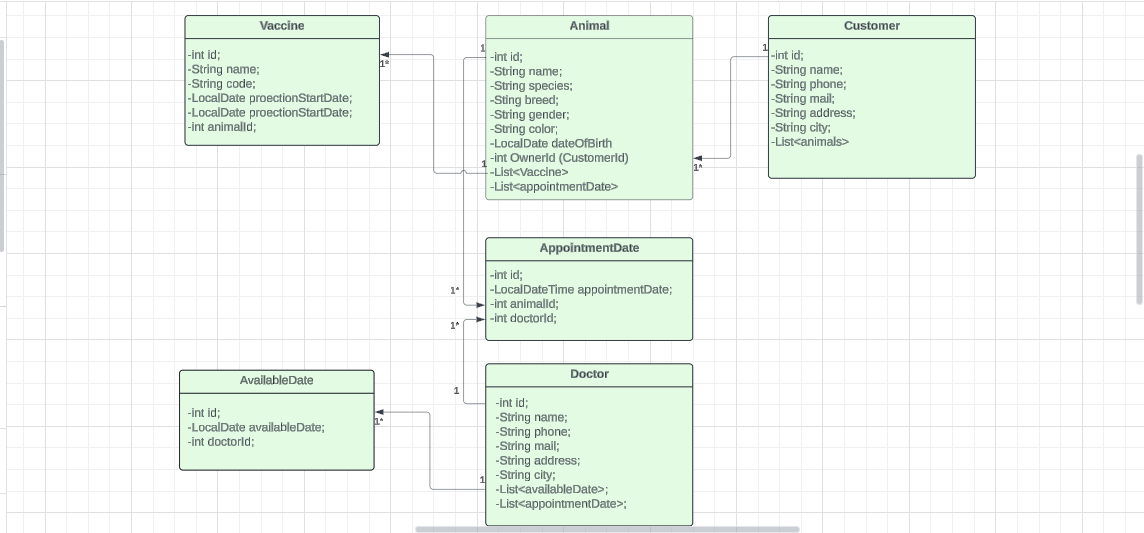 Vaccine
-int id;
-String name;
-String code;
-LocalDate proectionStartDate;
-LocalDate proectionStartDate;
-int animalId;
1*
Animal
1
-int id;
-String name;
-String species;
-Sting breed;
-String gender;
-String color;
-LocalDate dateOfBirth
-int OwnerId (CustomerId)
1
-List<Vaccine>
-List<appointmentDate>
Customer
1
-int id;
-String name;
-String phone;
-String mail;
-String address;
-String city;
-List<animals>
1*
AppointmentDate
-int id;
-LocalDateTime appointmentDate;
-int animalId;
-int doctorId;
1*
1*
1
AvailableDate
-int id;
-LocalDate availableDate;
-int doctorId;
1*
Doctor
-int id;
-String name;
-String phone;
-String mail;
-String address;
-String city;
1
-List<availableDate>;
-List<appointmentDate>;